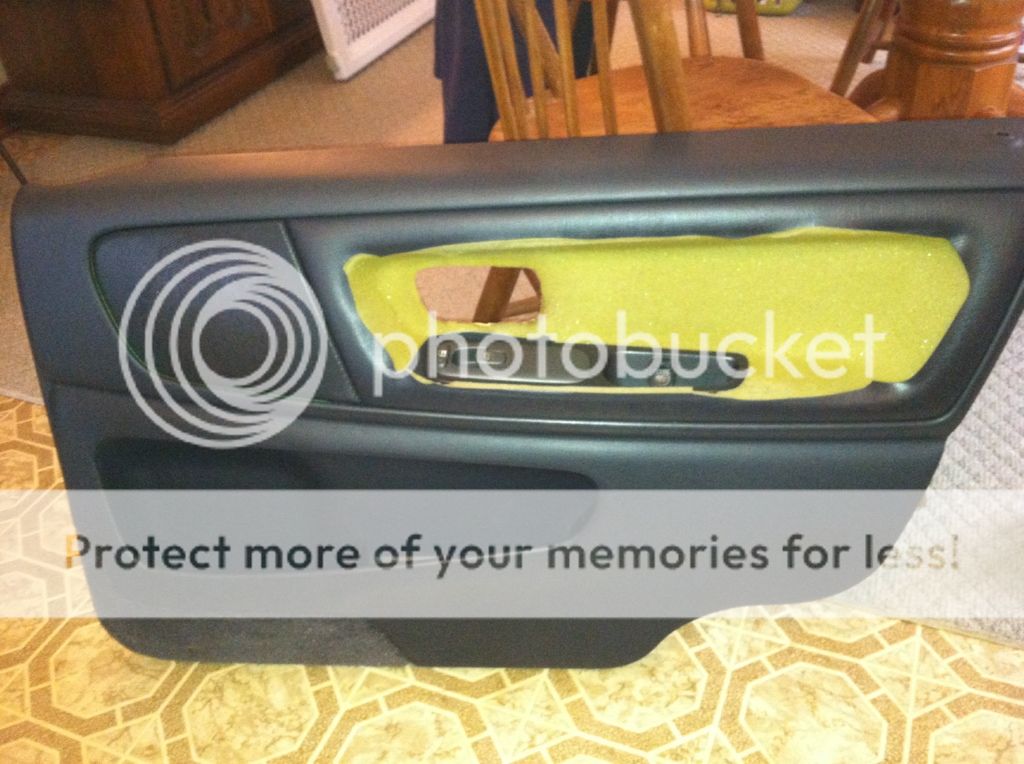 photobucket
Protect more of your memories for less!